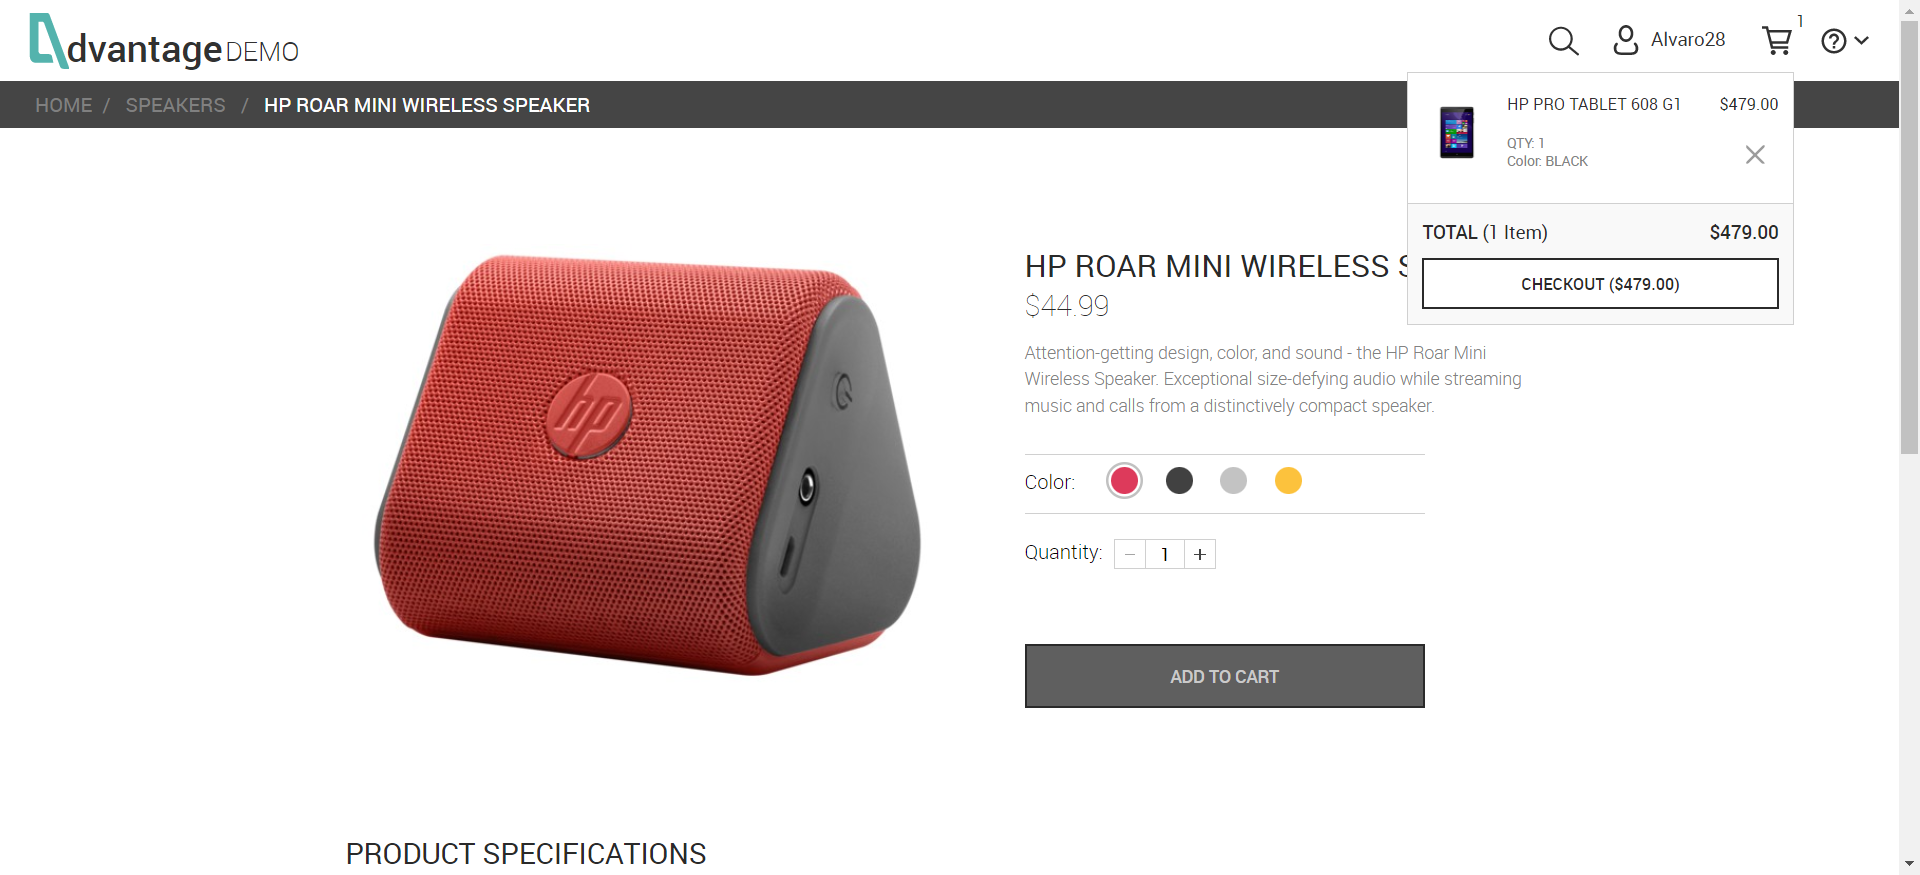 dvantage DEMO
Alvaro28
1
HOME / SPEAKERS / HP ROAR MINI WIRELESS SPEAKER
HP PRO TABLET 608 G1 $479.00
QTY: 1
Color: BLACK
TOTAL (1 Item) $479.00
CHECKOUT ($479.00)
hp
HP ROAR MINI WIRELESS
$44.99
Attention-getting design, color, and sound - the HP Roar Mini
Wireless Speaker. Exceptional size-defying audio while streaming
music and calls from a distinctively compact speaker.
Color:
Quantity: − 1 +
ADD TO CART
PRODUCT SPECIFICATIONS